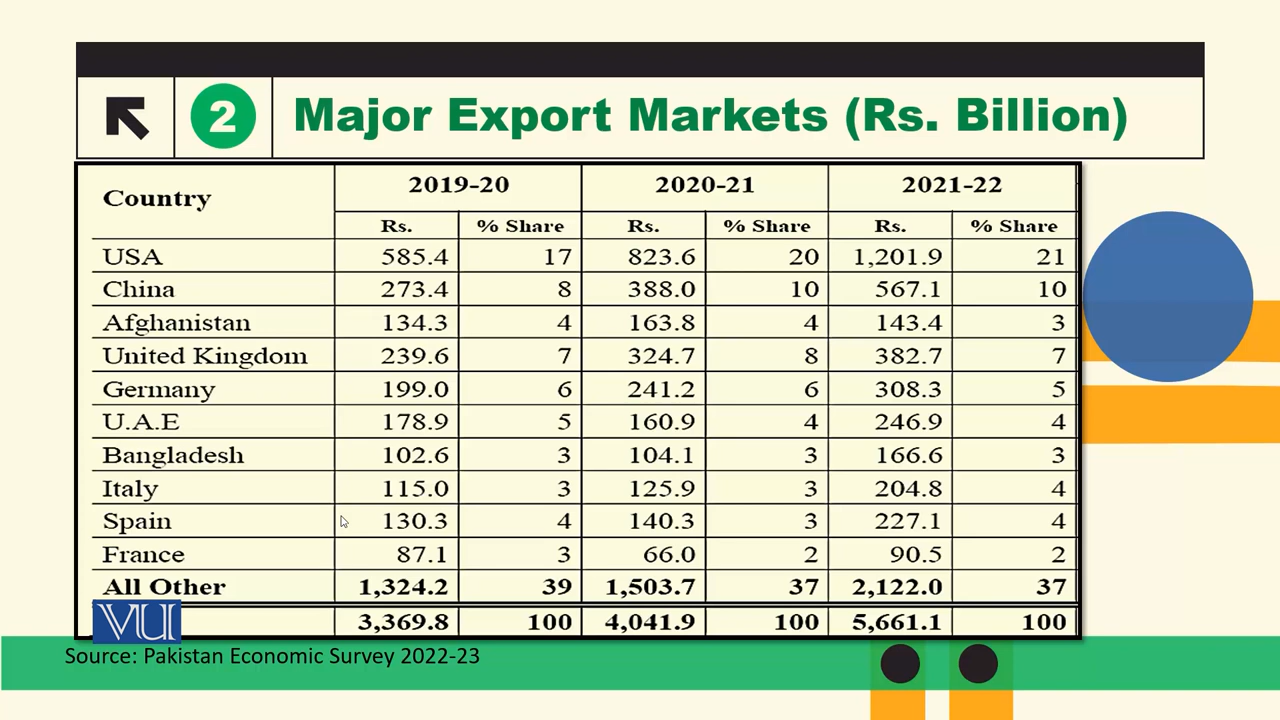 2 Major Export Markets (Rs. Billion)
Country 2019-20 2020-21 2021-22
Rs. % Share Rs. % Share Rs. % Share
USA 585.4 17 823.6 20 1,201.9 21
China 273.4 8 388.0 10 567.1 10
Afghanistan 134.3 4 163.8 4 143.4 3
United Kingdom 239.6 7 324.7 8 382.7 7
Germany 199.0 6 241.2 6 308.3 5
U.A.E 178.9 5 160.9 4 246.9 4
Bangladesh 102.6 3 104.1 3 166.6 3
Italy 115.0 3 125.9 3 204.8 4
Spain 130.3 4 140.3 3 227.1 4
France 87.1 3 66.0 2 90.5 2
All Other 1,324.2 39 1,503.7 37 2,122.0 37
VU 3,369.8 100 4,041.9 100 5,661.1 100
Source: Pakistan Economic Survey 2022-23